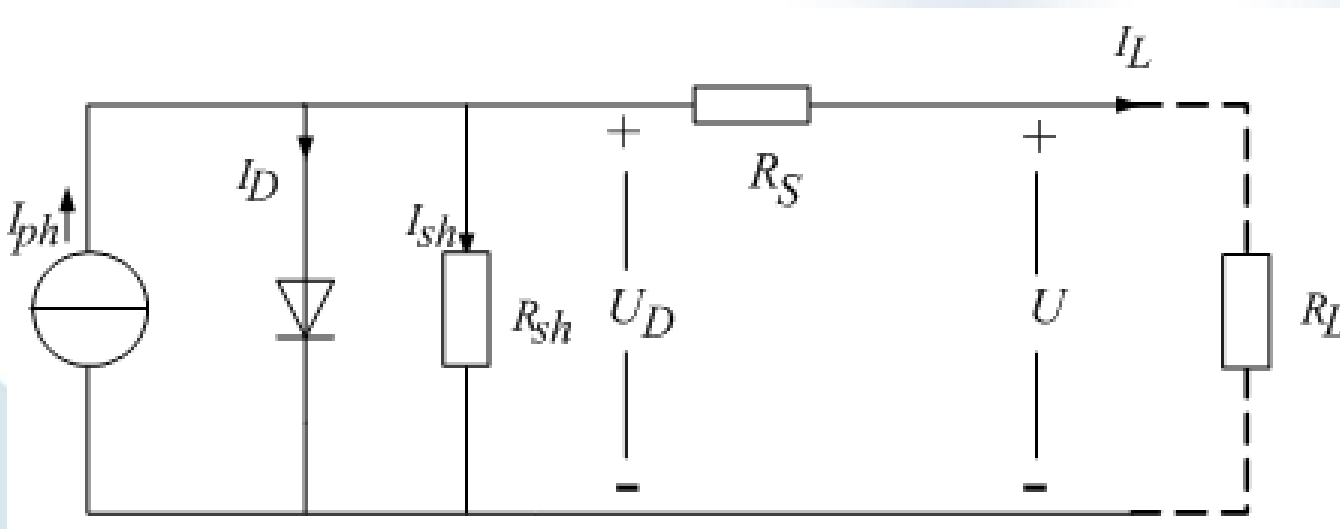 I_L
+
+
I_D
R_S
I_ph
I_sh
R_sh
U_D
U
R_L
-
-